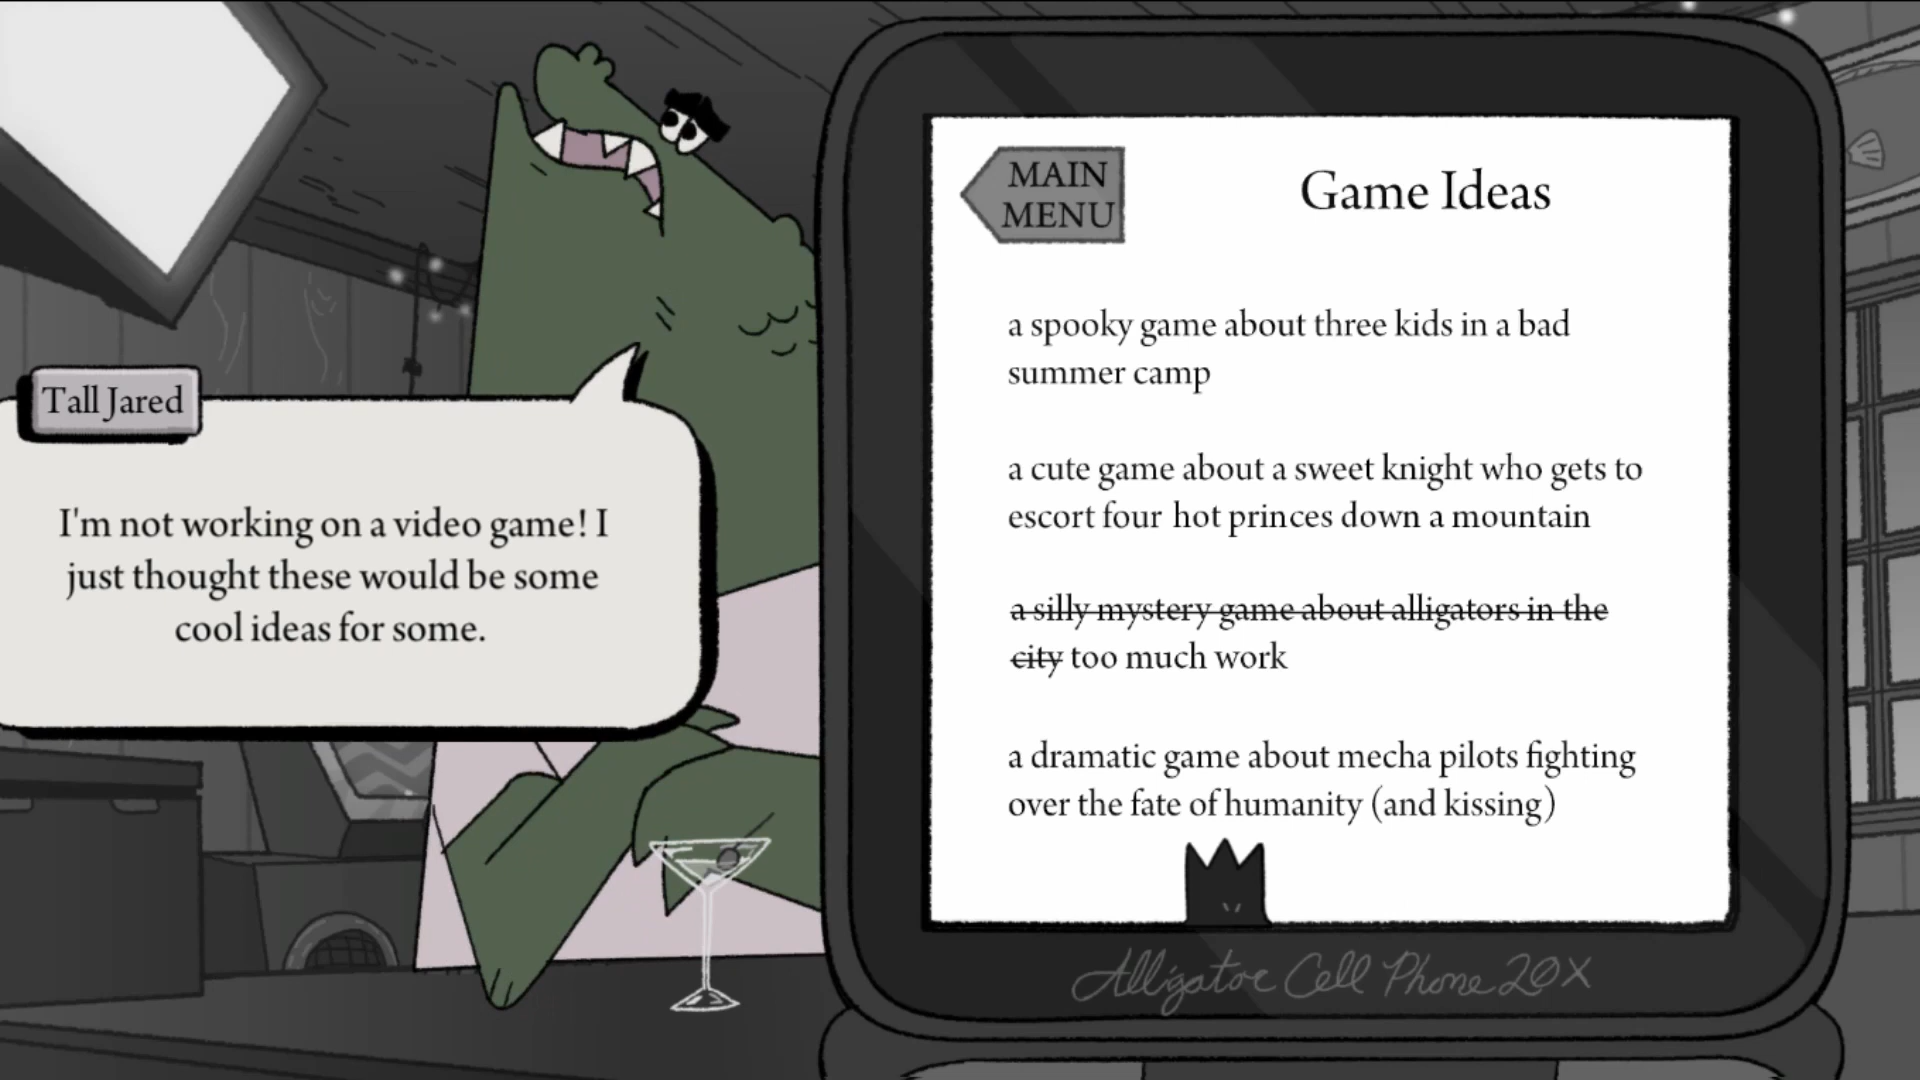 Tall Jared
I'm not working on a video game! I
just thought these would be some
cool ideas for some.
MAIN
MENU
Game Ideas
a spooky game about three kids in a bad
summer camp
a cute game about a sweet knight who gets to
escort four hot princes down a mountain
a silly mystery game about alligators in the
city too much work
a dramatic game about mecha pilots fighting
over the fate of humanity (and kissing)
Alligator Cell Phone 20X